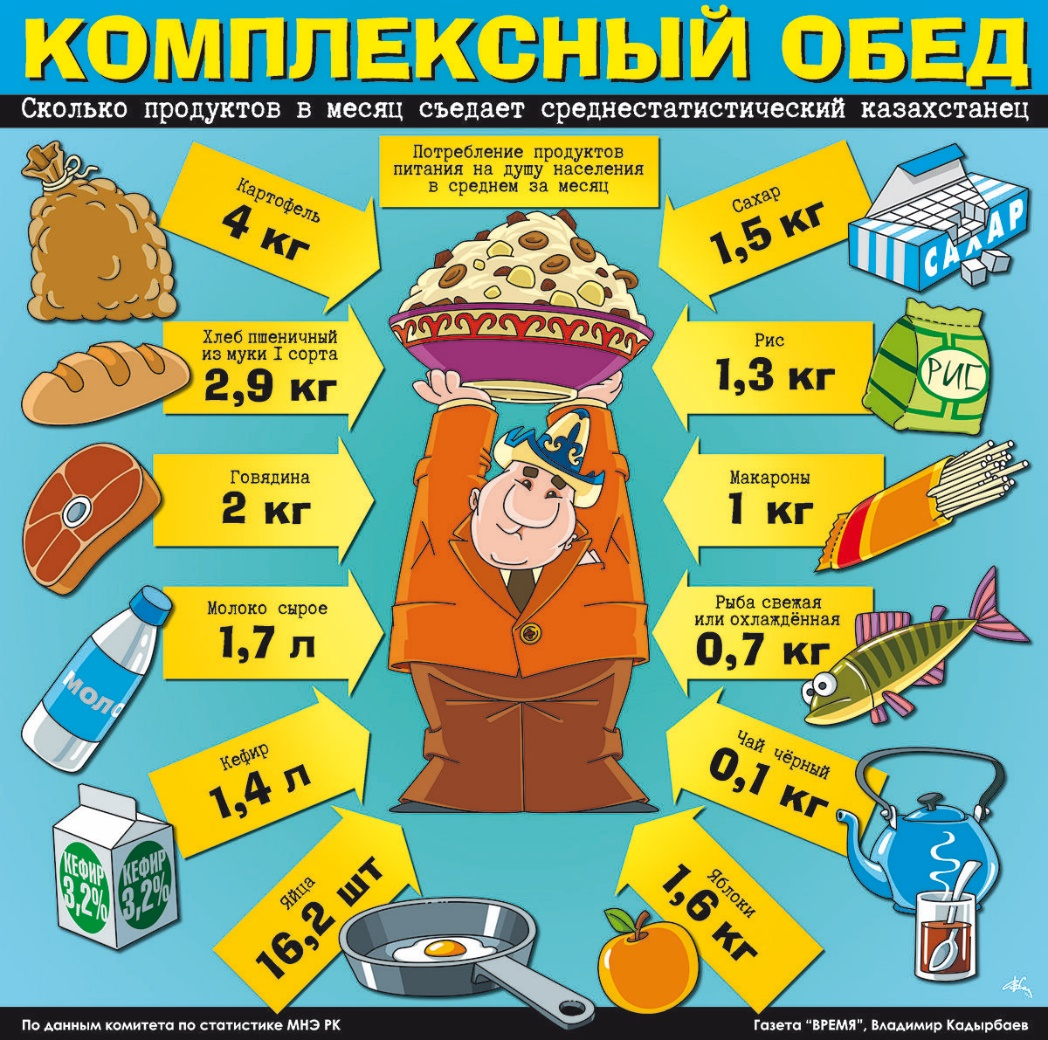 КОМПЛЕКСНЫЙ ОБЕД
Сколько продуктов в месяц съедает среднестатистический казахстанец
Потребление продуктов
питания на душу населения
в среднем за месяц
Картофель
4 кг
Хлеб пшеничный
из муки I сорта
2,9 кг
Говядина
2 кг
Молоко сырое
1,7 л
МОЛО
Кефир
1,4 л
КЕФИР
3,2%
КЕФИР
3,2%
Яйца
16,2 шт
Сахар
1,5 кг
САХАР
Рис
1,3 кг
РИС
Макароны
1 кг
Рыба свежая
или охлаждённая
0,7 кг
Чай чёрный
0,1 кг
Яблоки
1,6 кг
По данным комитета по статистике МНЭ РК
Газета "ВРЕМЯ", Владимир Кадырбаев